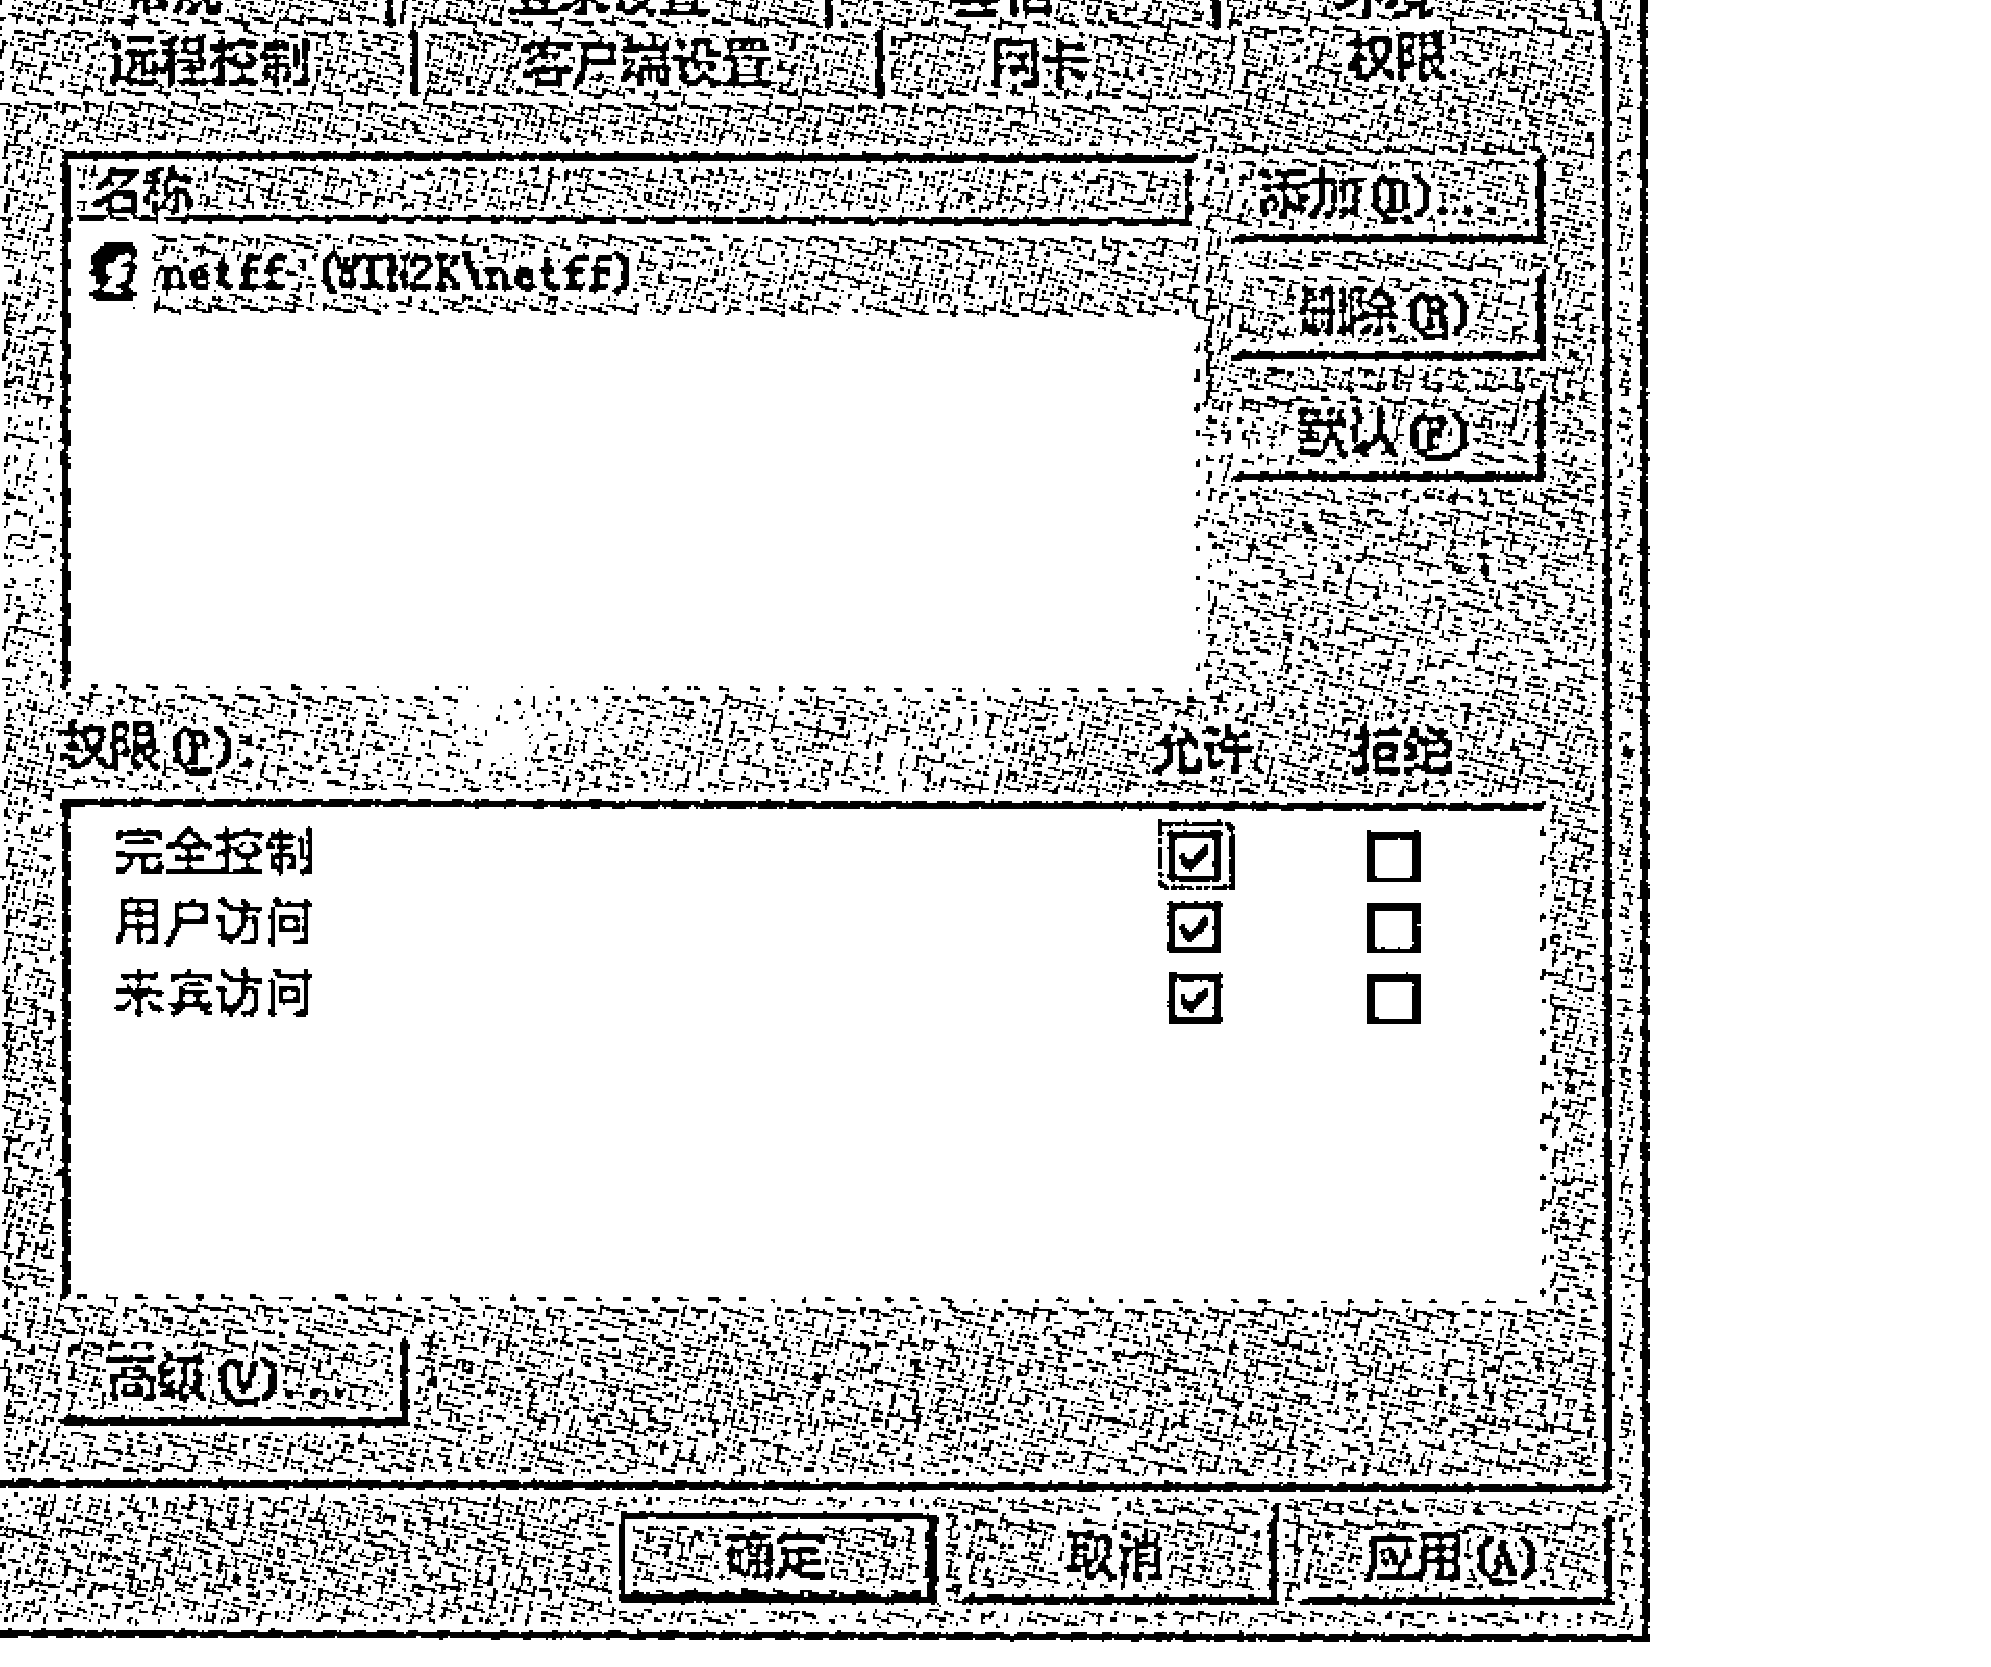 远程控制 客户端设置 网卡 权限
名称
添加(D)...
netff (WIN2K\netff)
删除(R)
默认(F)
权限(P): 允许 拒绝
完全控制
用户访问
来宾访问
高级(V)...
确定 取消 应用(A)